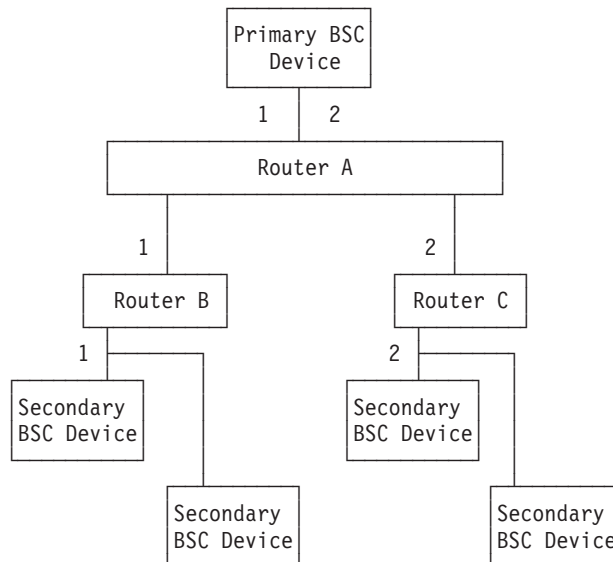 Primary BSC
Device
1 2
Router A
1 2
Router B Router C
1 2
Secondary
BSC Device
Secondary
BSC Device
Secondary
BSC Device
Secondary
BSC Device